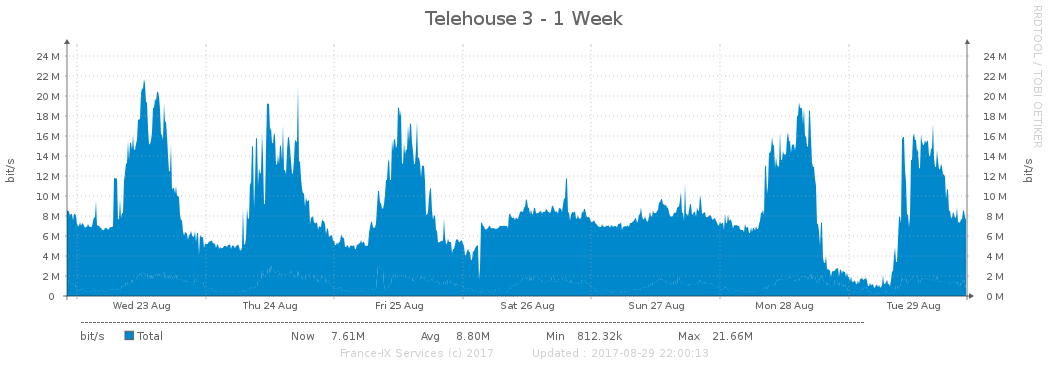 Telehouse 3 - 1 Week
RRDTOOL / TOBI OETIKER
24 M 24 M
22 M 22 M
20 M 20 M
18 M 18 M
16 M 16 M
14 M 14 M
12 M 12 M
10 M 10 M
8 M 8 M
6 M 6 M
4 M 4 M
2 M 2 M
0 0 M
bit/s
bit/s
Wed 23 Aug Thu 24 Aug Fri 25 Aug Sat 26 Aug Sun 27 Aug Mon 28 Aug Tue 29 Aug
bit/s Total Now 7.61M Avg 8.80M Min 812.32k Max 21.66M
France-IX Services (c) 2017 Updated : 2017-08-29 22:00:13